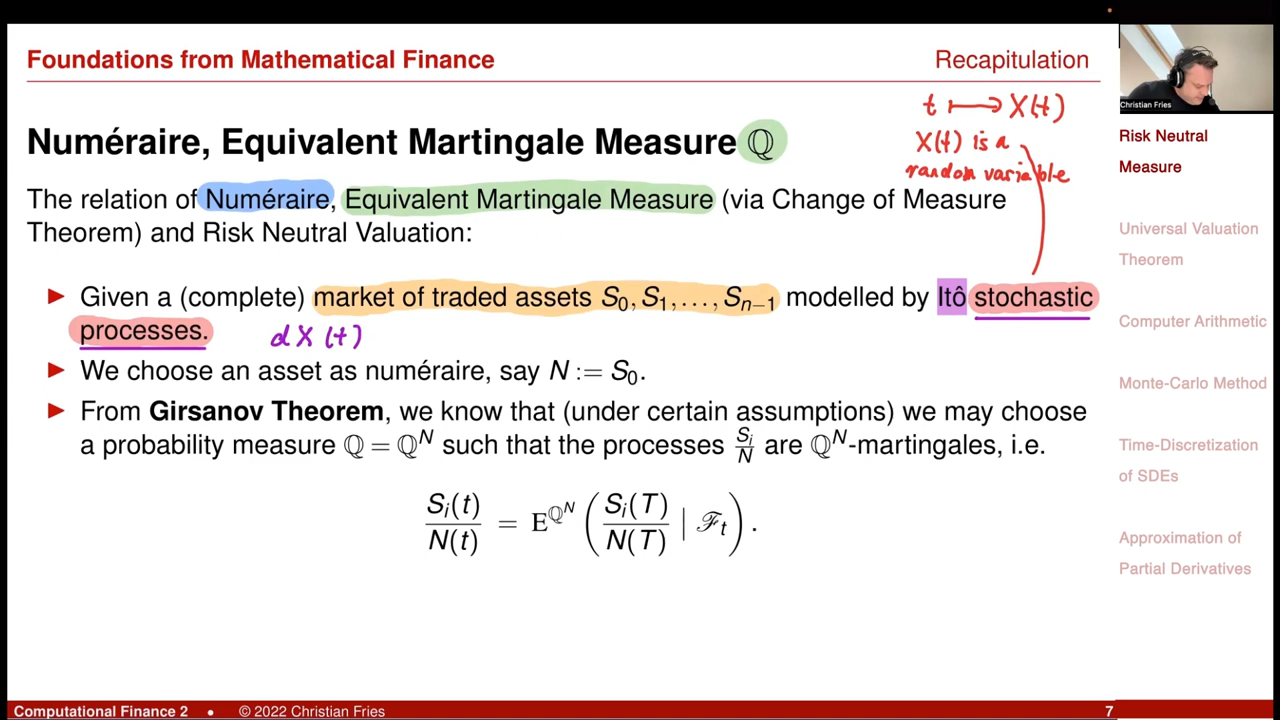 Foundations from Mathematical Finance
Recapitulation
t ↦ X(t)
X(t) is a
random variable
Numéraire, Equivalent Martingale Measure ℚ
The relation of Numéraire, Equivalent Martingale Measure (via Change of Measure
Theorem) and Risk Neutral Valuation:
► Given a (complete) market of traded assets S₀, S₁, …, Sₙ₋₁ modelled by Itô stochastic
processes.
dX(t)
► We choose an asset as numéraire, say N := S₀.
► From Girsanov Theorem, we know that (under certain assumptions) we may choose
a probability measure ℚ = ℚᴺ such that the processes Sᵢ/N are ℚᴺ-martingales, i.e.
Sᵢ(t)/N(t) = E^ℚᴺ ( Sᵢ(T)/N(T) | ℱₜ ).
Christian Fries
Risk Neutral
Measure
Universal Valuation
Theorem
Computer Arithmetic
Monte-Carlo Method
Time-Discretization
of SDEs
Approximation of
Partial Derivatives
Computational Finance 2 • © 2022 Christian Fries
7